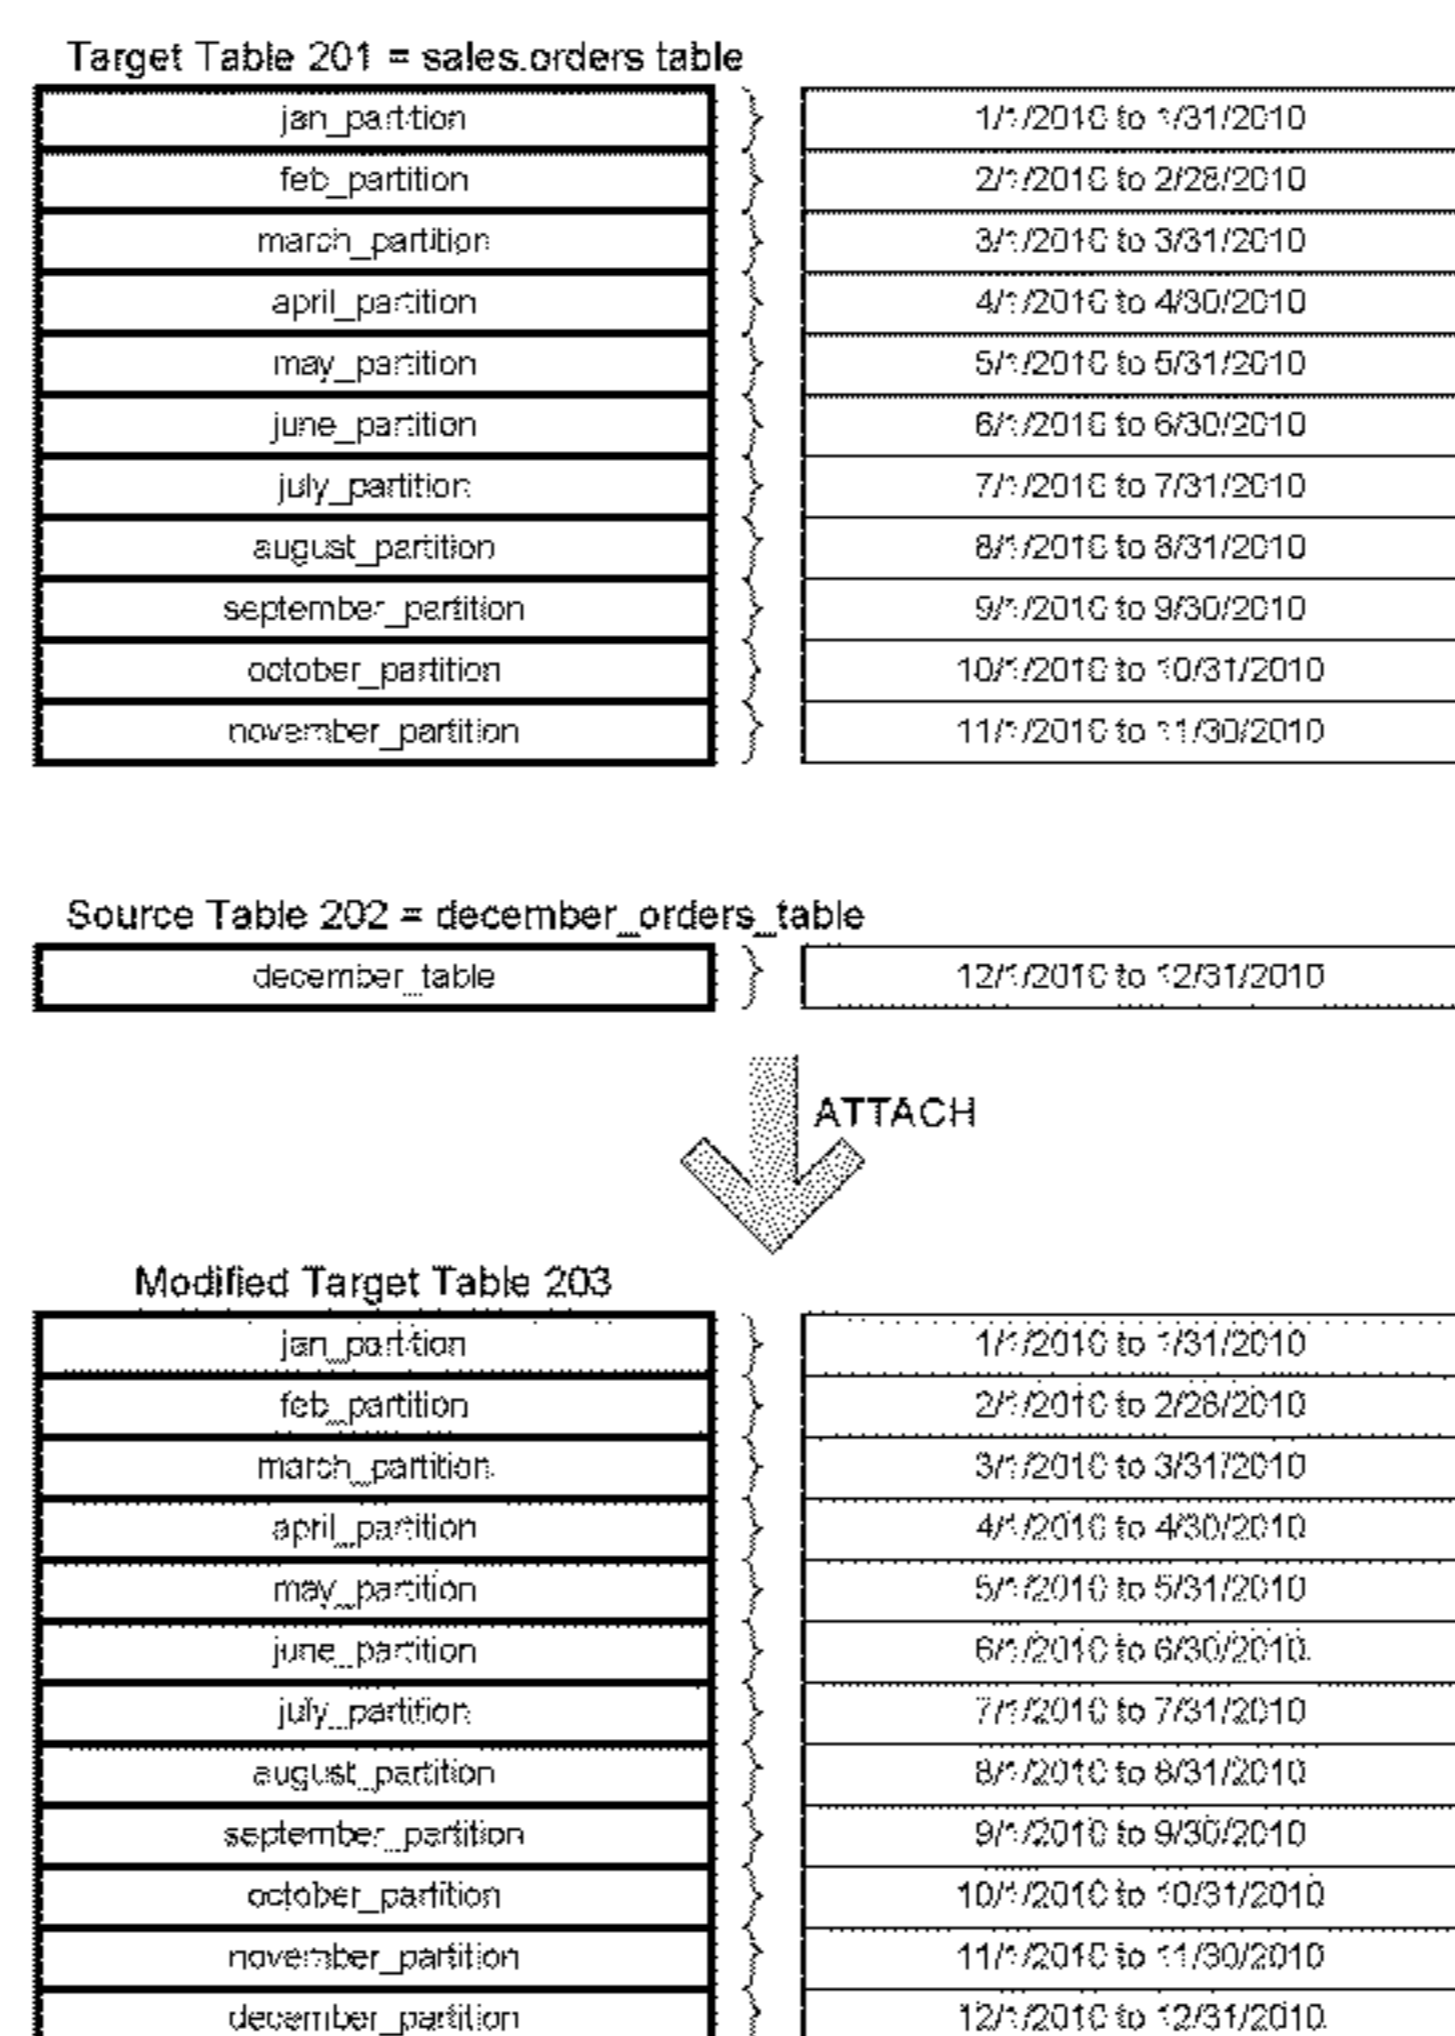 Target Table 201 = sales.orders table
jan_partition 1/1/2010 to 1/31/2010
feb_partition 2/1/2010 to 2/28/2010
march_partition 3/1/2010 to 3/31/2010
april_partition 4/1/2010 to 4/30/2010
may_partition 5/1/2010 to 5/31/2010
june_partition 6/1/2010 to 6/30/2010
july_partition 7/1/2010 to 7/31/2010
august_partition 8/1/2010 to 8/31/2010
september_partition 9/1/2010 to 9/30/2010
october_partition 10/1/2010 to 10/31/2010
november_partition 11/1/2010 to 11/30/2010
Source Table 202 = december_orders_table
december_table 12/1/2010 to 12/31/2010
ATTACH
Modified Target Table 203
jan_partition 1/1/2010 to 1/31/2010
feb_partition 2/1/2010 to 2/28/2010
march_partition 3/1/2010 to 3/31/2010
april_partition 4/1/2010 to 4/30/2010
may_partition 5/1/2010 to 5/31/2010
june_partition 6/1/2010 to 6/30/2010
july_partition 7/1/2010 to 7/31/2010
august_partition 8/1/2010 to 8/31/2010
september_partition 9/1/2010 to 9/30/2010
october_partition 10/1/2010 to 10/31/2010
november_partition 11/1/2010 to 11/30/2010
december_partition 12/1/2010 to 12/31/2010